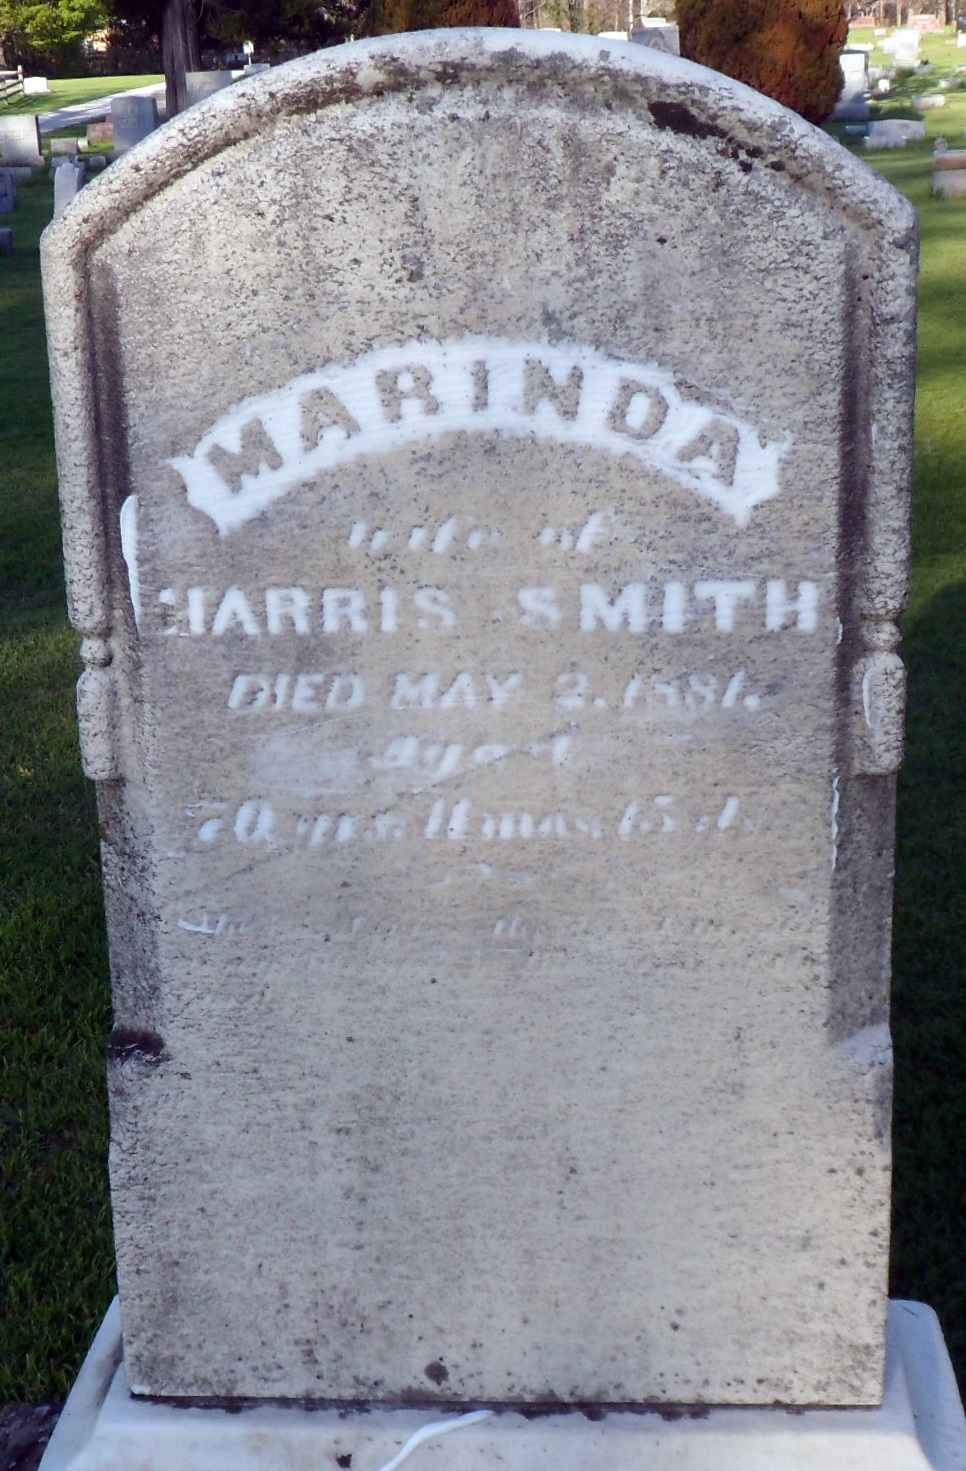 MARINDA
wife of
HARRIS SMITH
DIED MAY 2. 1881.
Aged
70 yrs. 11 mos. 15 ds